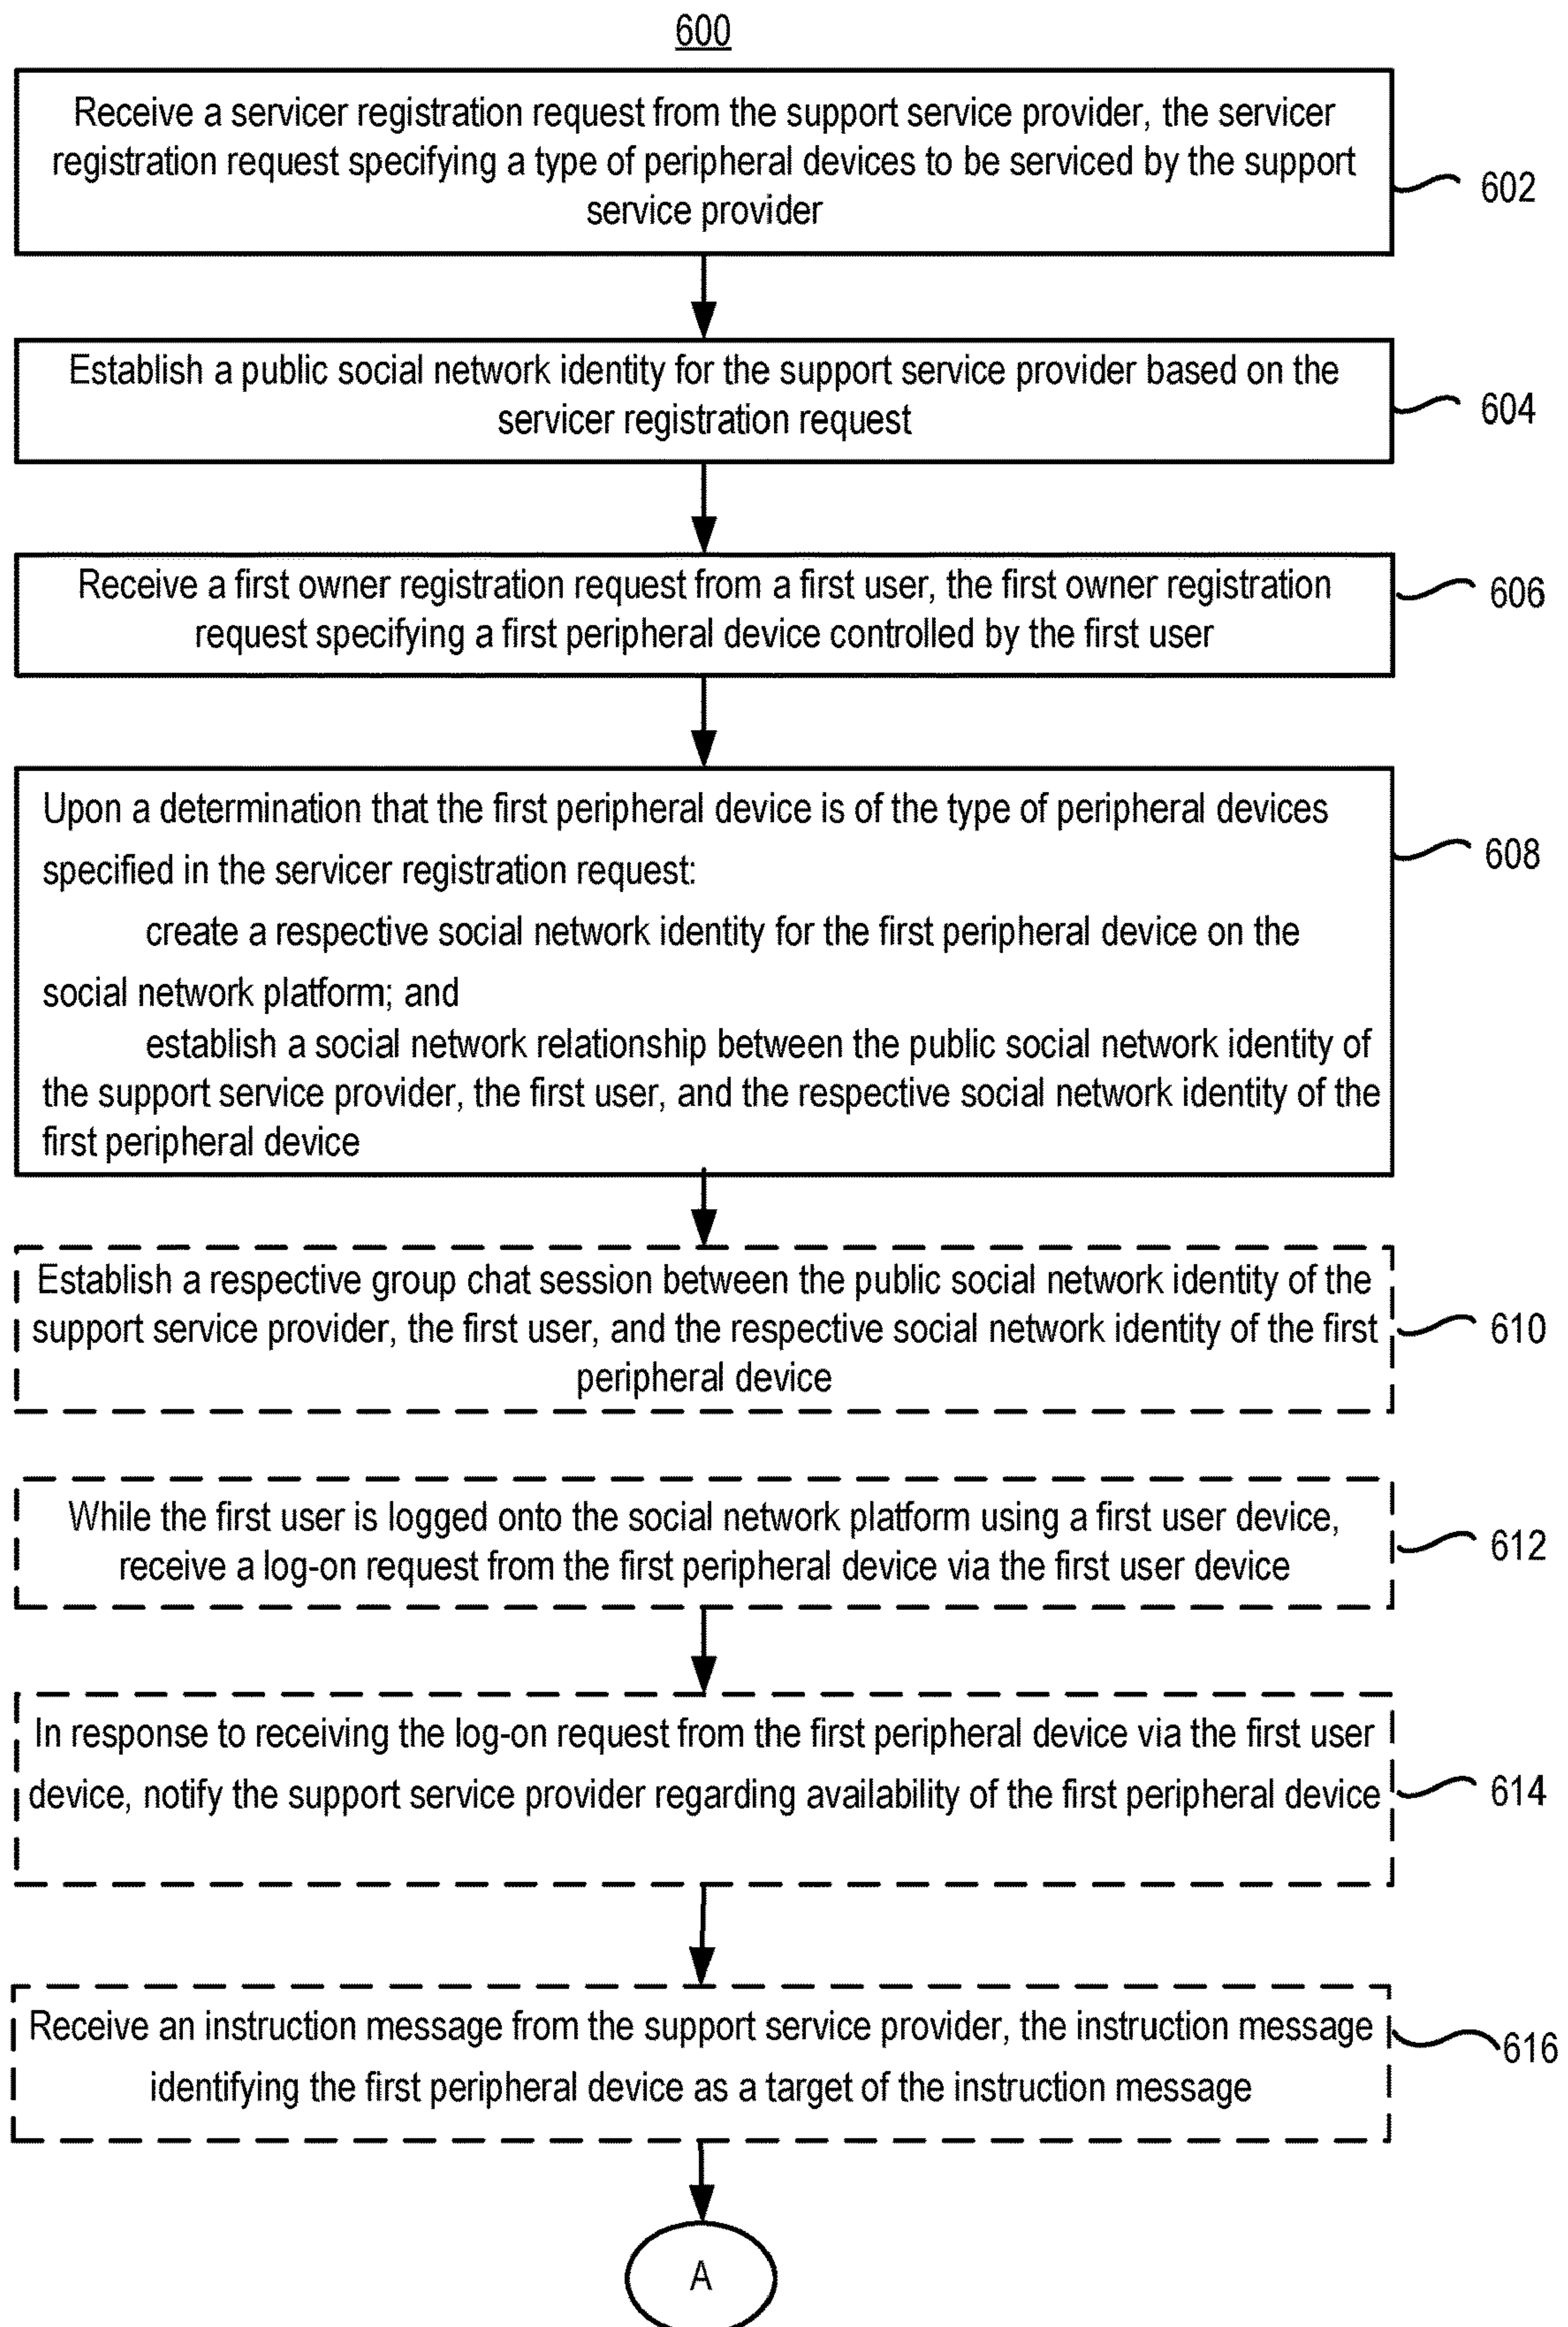 600
Receive a servicer registration request from the support service provider, the servicer
registration request specifying a type of peripheral devices to be serviced by the support
service provider
602
Establish a public social network identity for the support service provider based on the
servicer registration request
604
Receive a first owner registration request from a first user, the first owner registration
request specifying a first peripheral device controlled by the first user
606
Upon a determination that the first peripheral device is of the type of peripheral devices
specified in the servicer registration request:
create a respective social network identity for the first peripheral device on the
social network platform; and
establish a social network relationship between the public social network identity of
the support service provider, the first user, and the respective social network identity of the
first peripheral device
608
Establish a respective group chat session between the public social network identity of the
support service provider, the first user, and the respective social network identity of the first
peripheral device
610
While the first user is logged onto the social network platform using a first user device,
receive a log-on request from the first peripheral device via the first user device
612
In response to receiving the log-on request from the first peripheral device via the first user
device, notify the support service provider regarding availability of the first peripheral device
614
Receive an instruction message from the support service provider, the instruction message
identifying the first peripheral device as a target of the instruction message
616
A